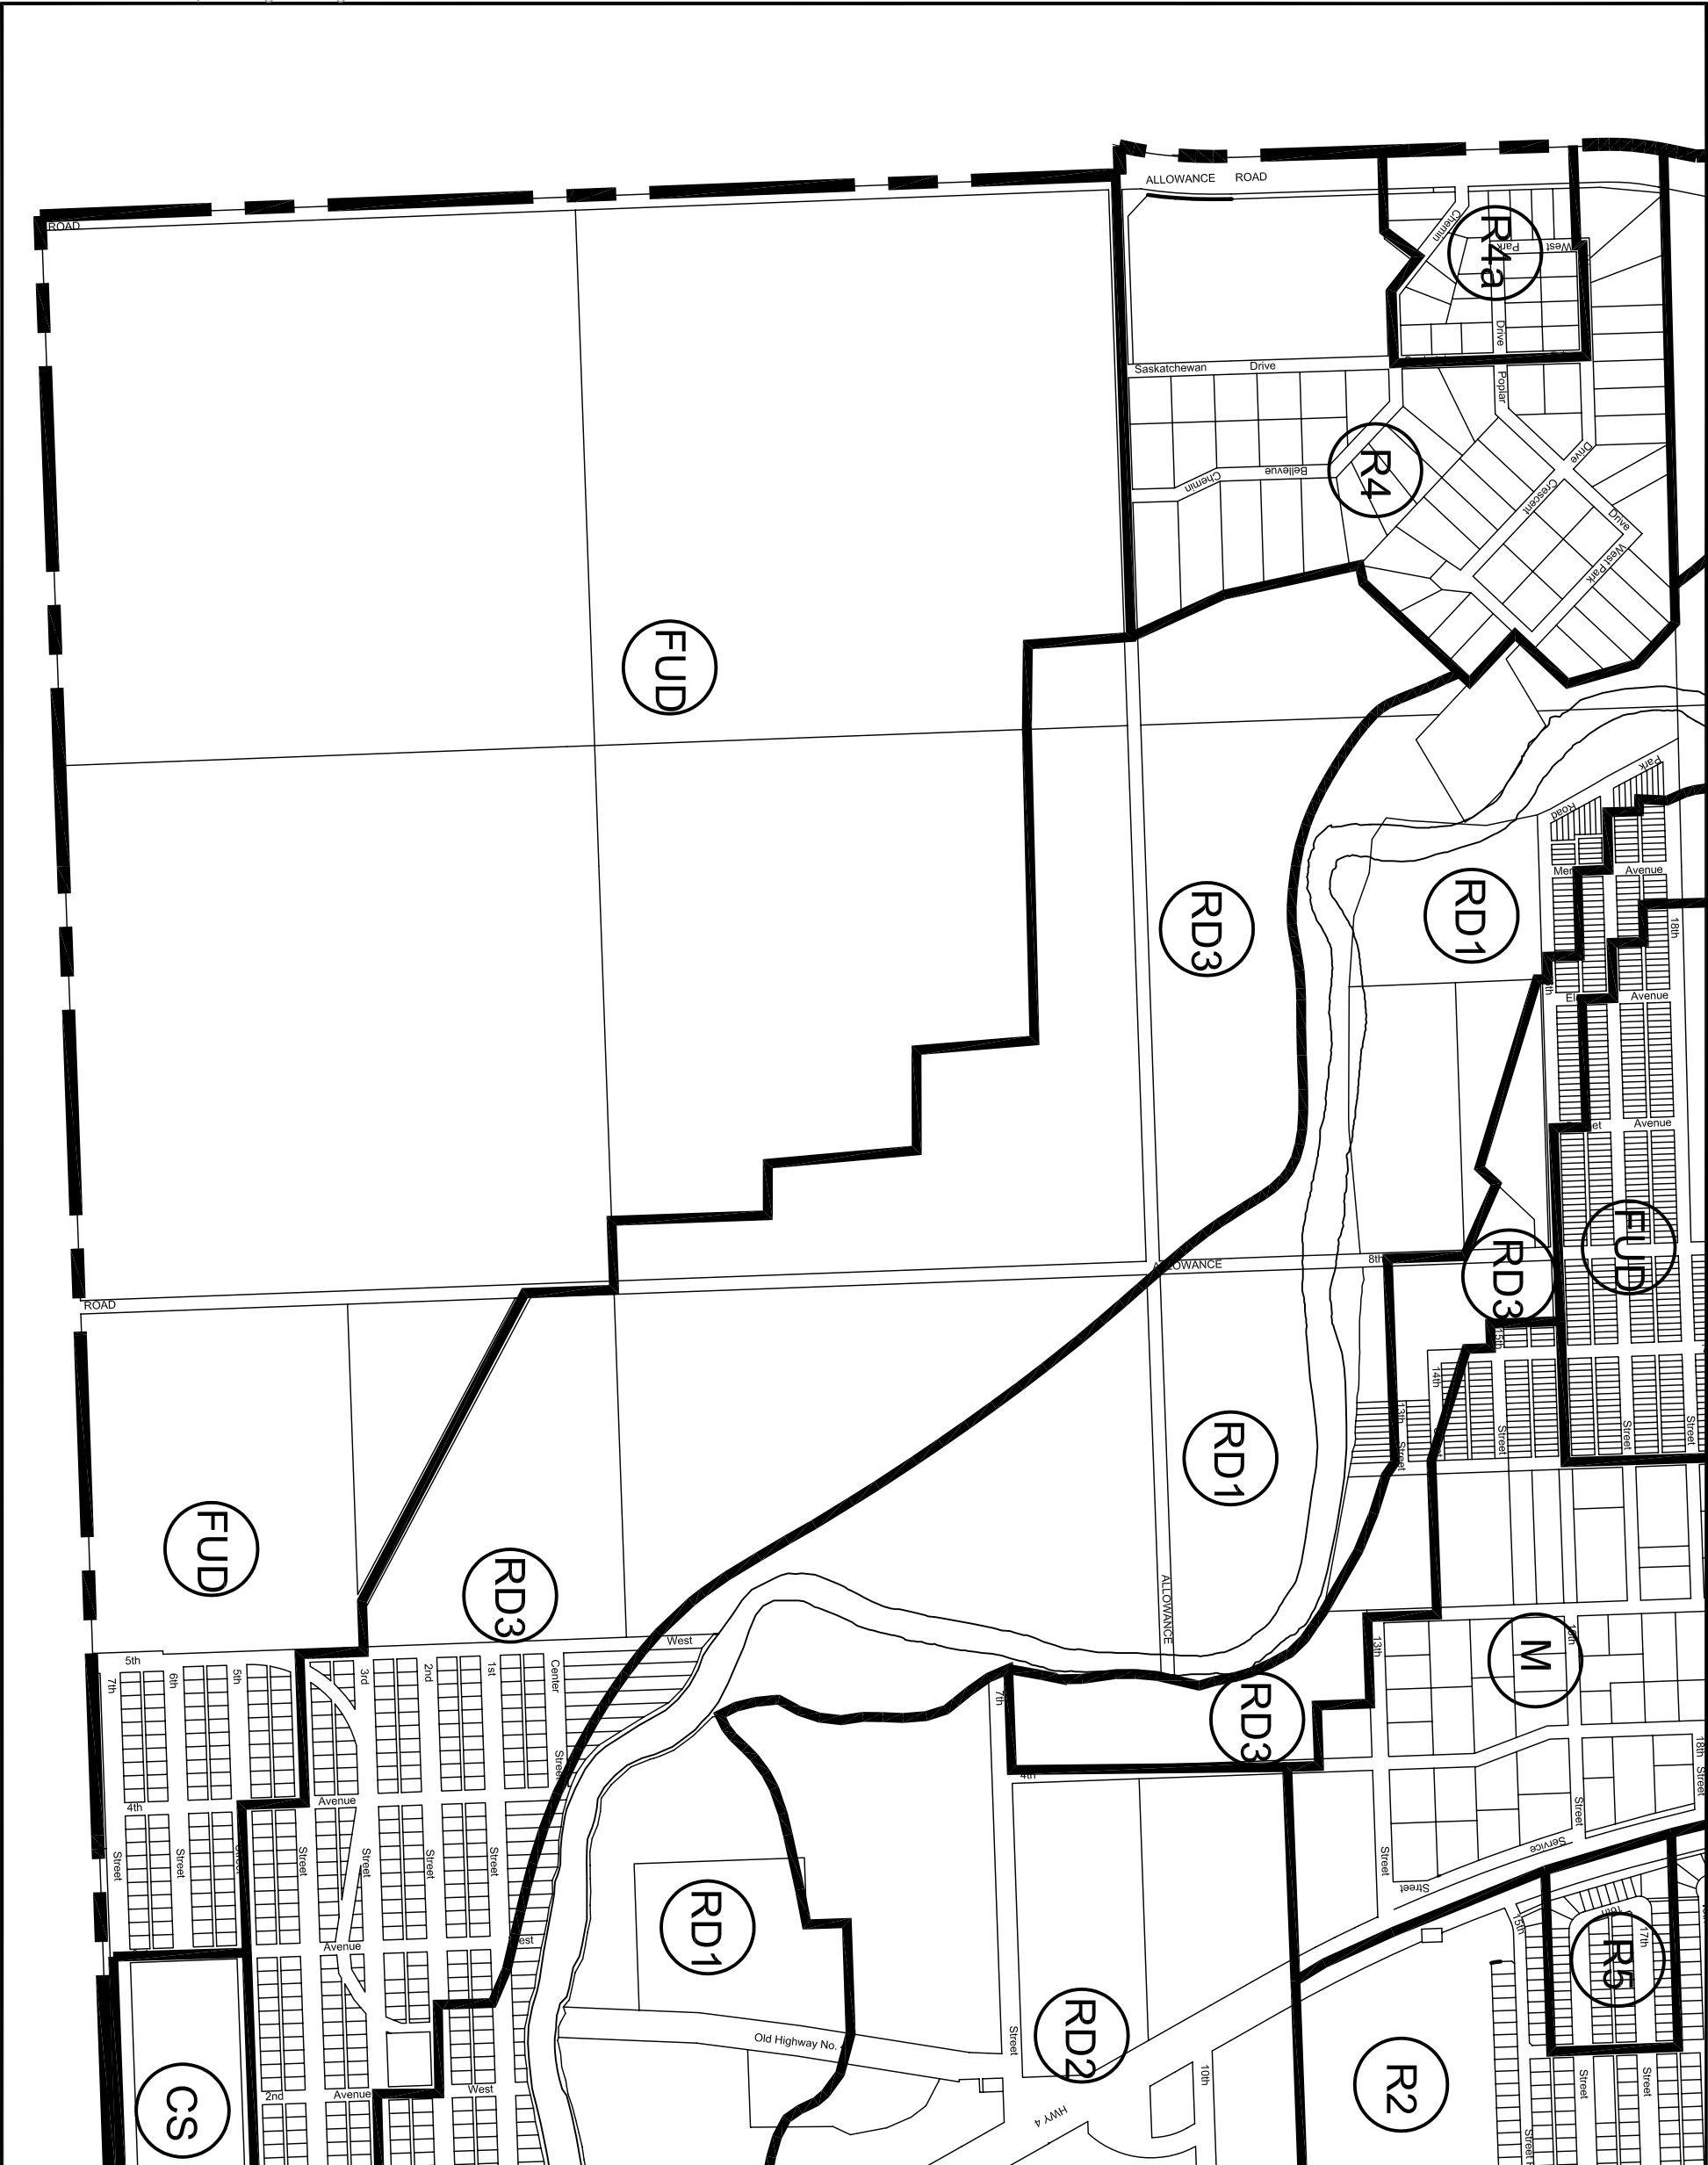 ROAD
ALLOWANCE ROAD
Chemin
R4a
West
Park
Drive
Saskatchewan Drive
Poplar
R4
Bellevue
Chemin
Drive
Crescent
Drive
West Park
FUD
Park
Road
Avenue
RD1
RD3
18th
Avenue
Avenue
FUD
RD3
8th
ALLOWANCE
ROAD
15th
14th
13th Street
Street
Street
Street
RD1
FUD
RD3
ALLOWANCE
West
13th
16th
M
5th
7th
6th
5th
3rd
2nd
1st
Center
Street
7th
RD3
4th
18th Street
Street
Service
Street
Street
4th
Avenue
Street
Street
Street
Street
Street
Street
RD1
15th
16th
17th
R5
Avenue
Old Highway No.
Street
RD2
10th
R2
HWY 4
Street
Street
Street
2nd
Avenue
West
CS